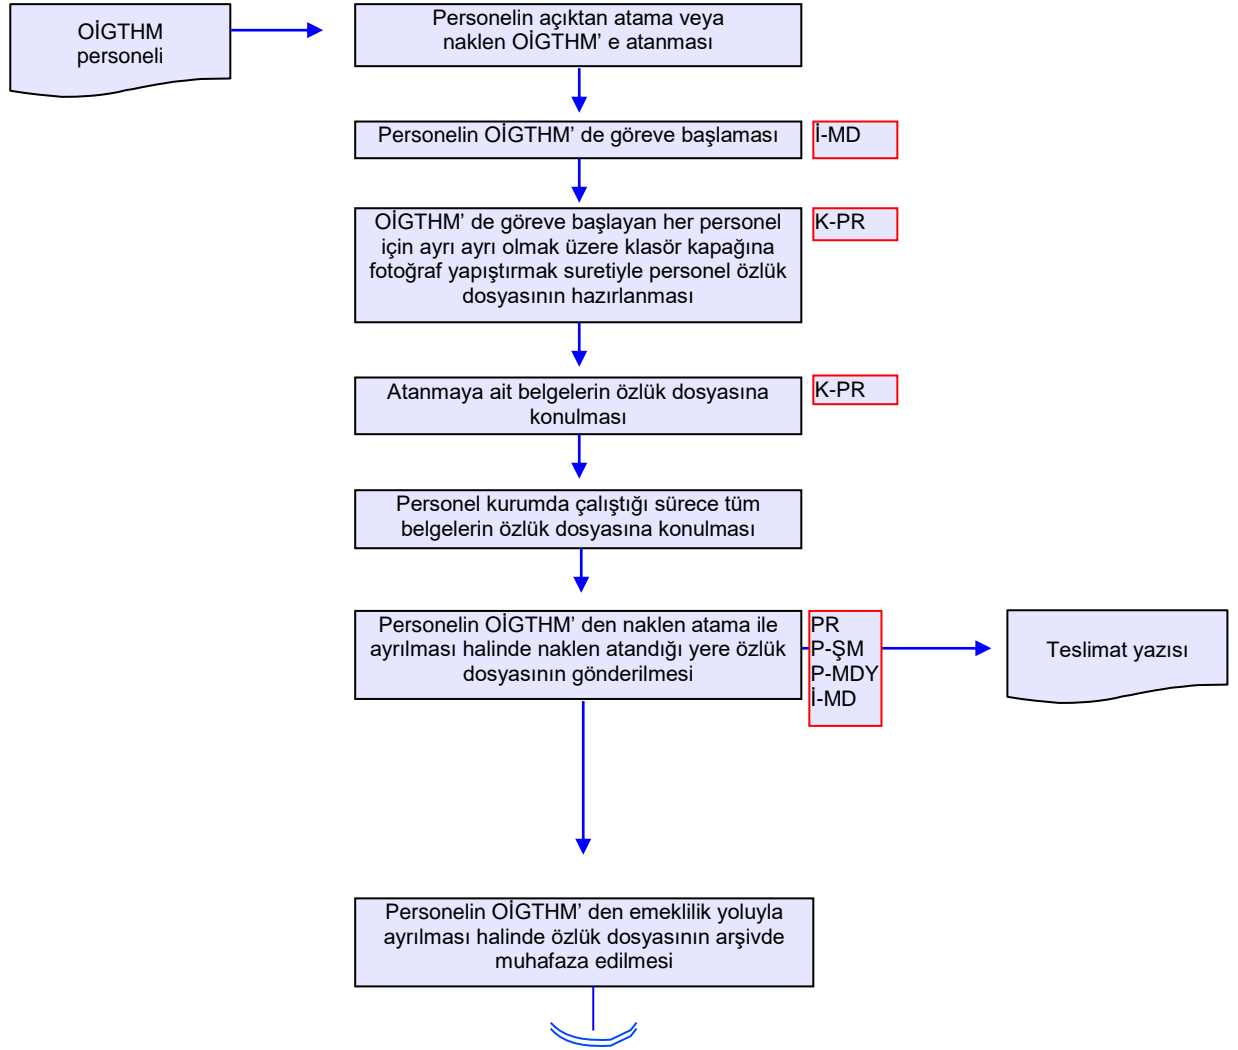 OİGTHM
personeli
Personelin açıktan atama veya
naklen OİGTHM’ e atanması
Personelin OİGTHM’ de göreve başlaması
İ-MD
OİGTHM’ de göreve başlayan her personel
için ayrı ayrı olmak üzere klasör kapağına
fotoğraf yapıştırmak suretiyle personel özlük
dosyasının hazırlanması
K-PR
Atanmaya ait belgelerin özlük dosyasına
konulması
K-PR
Personel kurumda çalıştığı sürece tüm
belgelerin özlük dosyasına konulması
Personelin OİGTHM’ den naklen atama ile
ayrılması halinde naklen atandığı yere özlük
dosyasının gönderilmesi
PR
P-ŞM
P-MDY
İ-MD
Teslimat yazısı
Personelin OİGTHM’ den emeklilik yoluyla
ayrılması halinde özlük dosyasının arşivde
muhafaza edilmesi